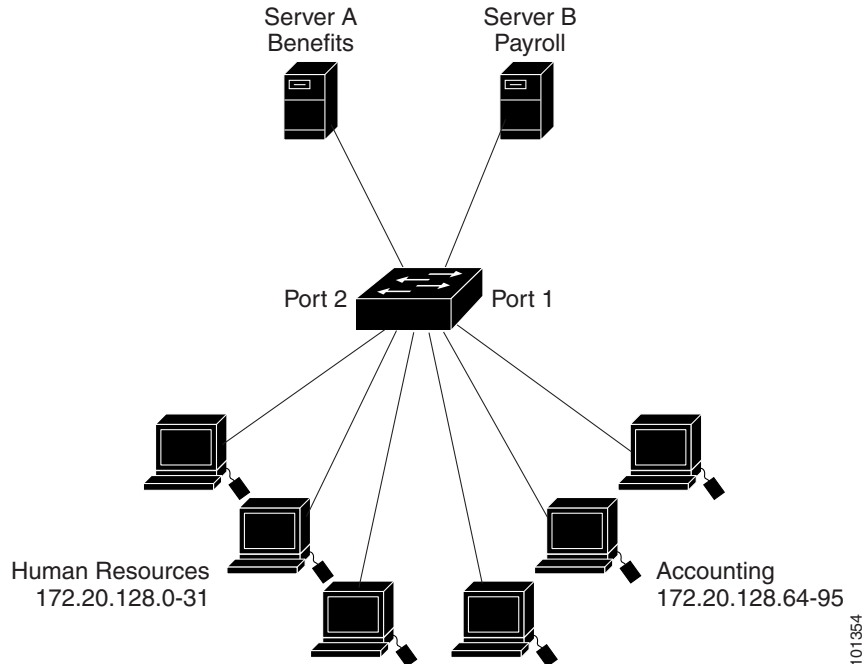 Server A
Benefits
Server B
Payroll
Port 2
Port 1
Human Resources
172.20.128.0-31
Accounting
172.20.128.64-95
101354